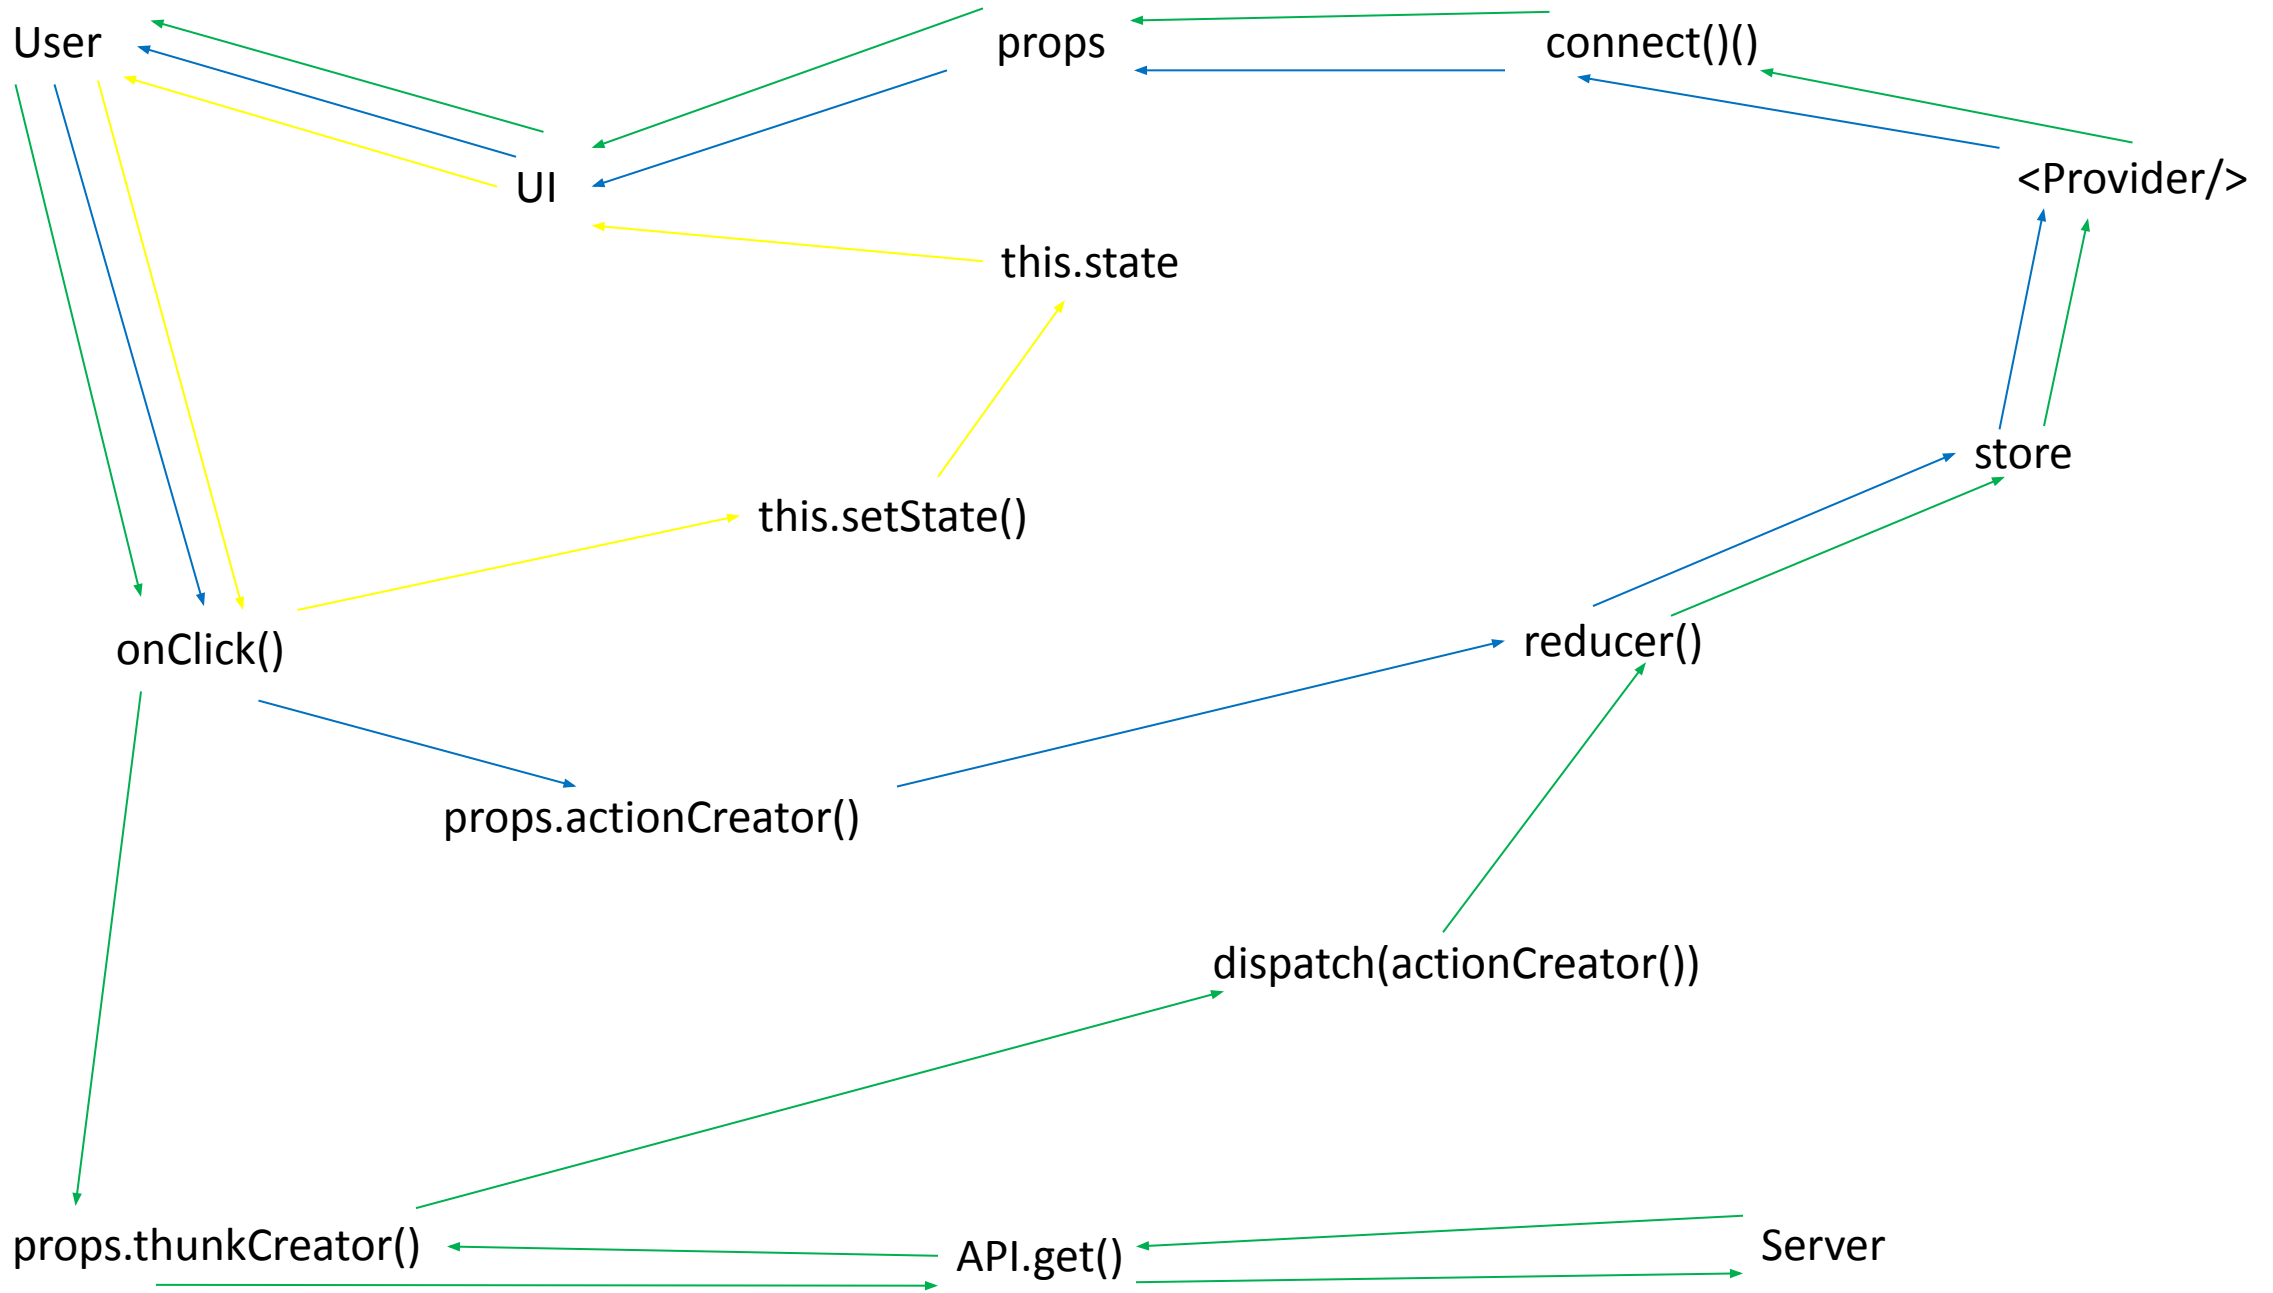 User
props
connect()()
UI
<Provider/>
this.state
store
this.setState()
onClick()
reducer()
props.actionCreator()
dispatch(actionCreator())
props.thunkCreator()
API.get()
Server